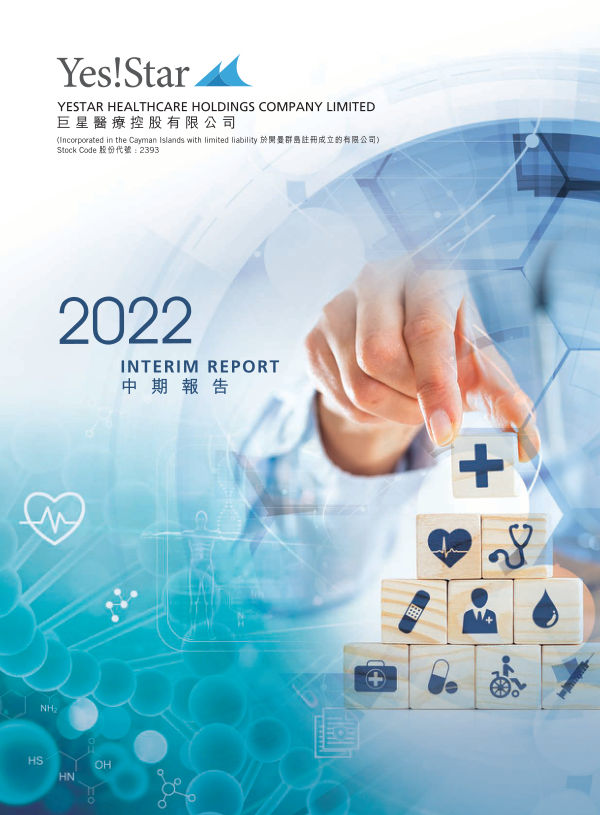 Yes!Star
YESTAR HEALTHCARE HOLDINGS COMPANY LIMITED
巨星醫療控股有限公司
(Incorporated in the Cayman Islands with limited liability 於開曼群島註冊成立的有限公司)
Stock Code 股份代號 : 2393
2022
INTERIM REPORT
中期報告
NH₂
HS
OH
HN
O
O